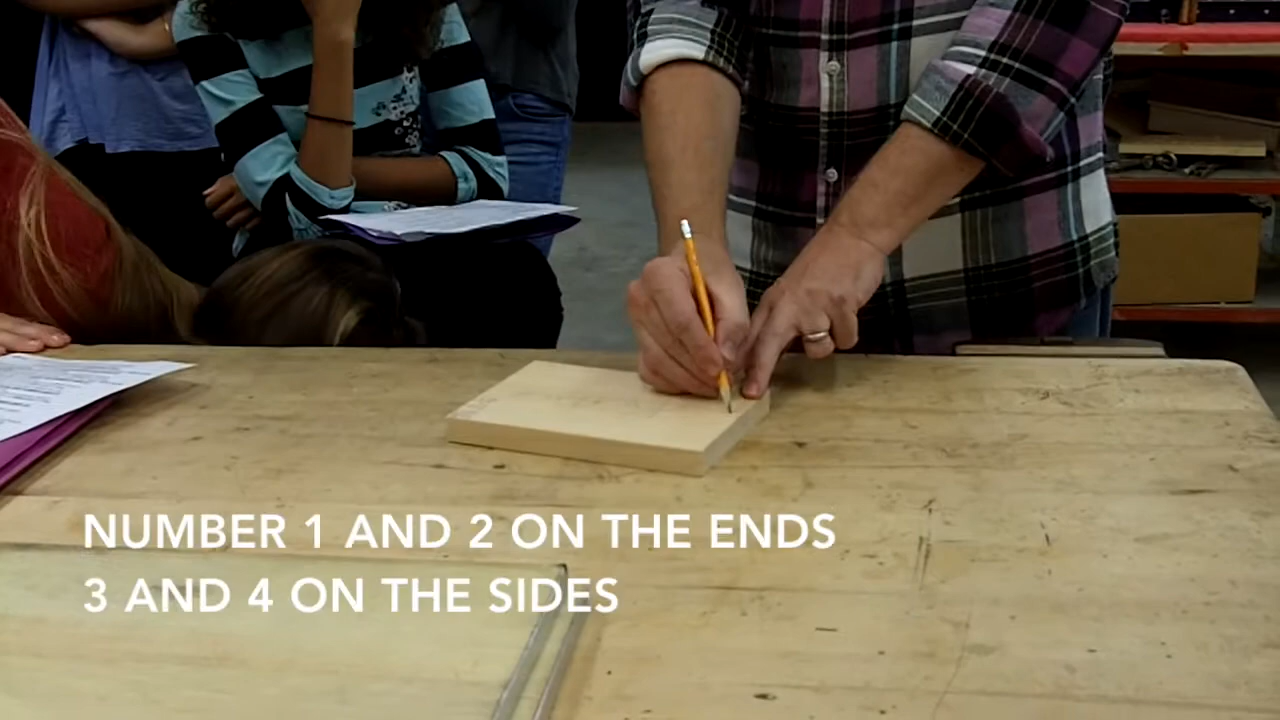 NUMBER 1 AND 2 ON THE ENDS
3 AND 4 ON THE SIDES